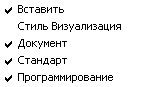 Вставить
Стиль Визуализация
Документ
Стандарт
Программирование